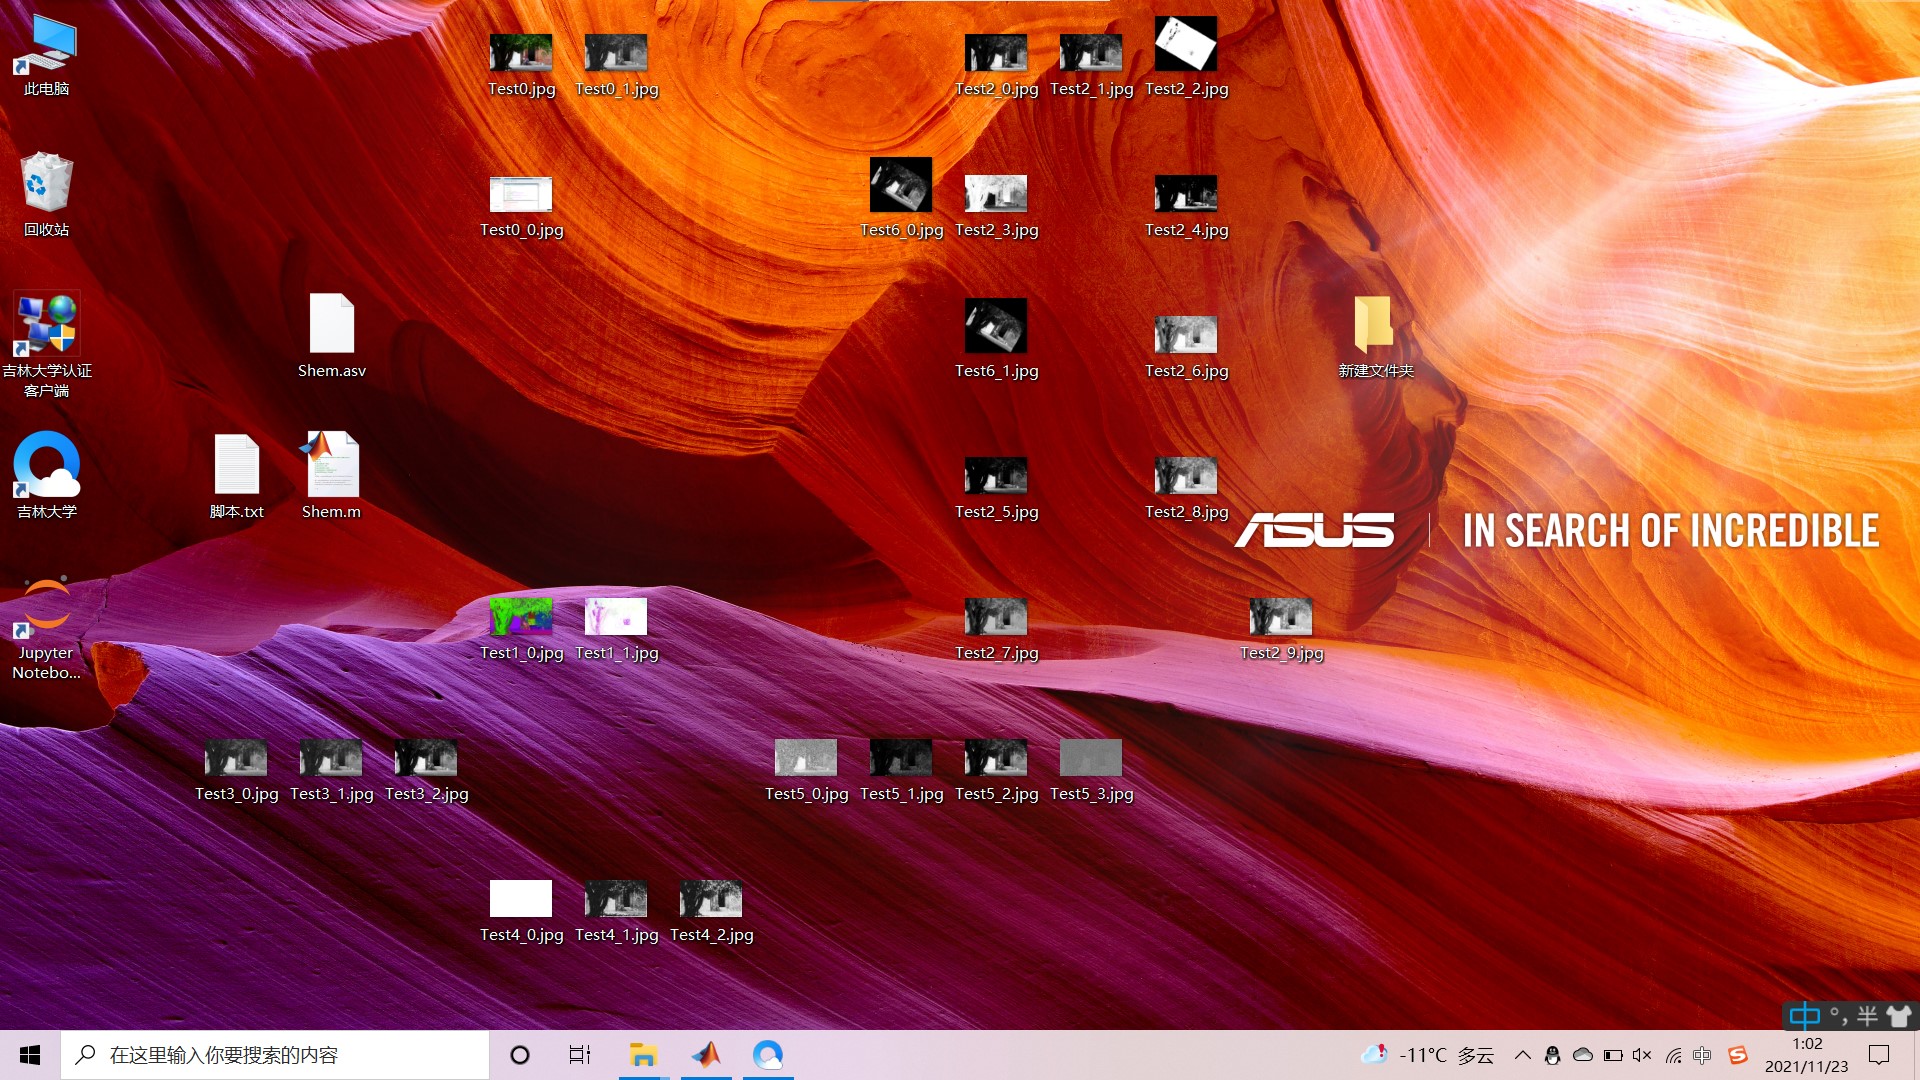 Test0.jpg
Test0_1.jpg
Test2_0.jpg
Test2_1.jpg
Test2_2.jpg
此电脑
Test0_0.jpg
Test6_0.jpg
Test2_3.jpg
Test2_4.jpg
回收站
Shem.asv
Test6_1.jpg
Test2_6.jpg
新建文件夹
吉林大学认证
客户端
吉林大学
脚本.txt
Shem.m
Test2_5.jpg
Test2_8.jpg
ASUS
IN SEARCH OF INCREDIBLE
Jupyter
Notebo...
Test1_0.jpg
Test1_1.jpg
Test2_7.jpg
Test2_9.jpg
Test3_0.jpg
Test3_1.jpg
Test3_2.jpg
Test5_0.jpg
Test5_1.jpg
Test5_2.jpg
Test5_3.jpg
Test4_0.jpg
Test4_1.jpg
Test4_2.jpg
中 °, 半
在这里输入你要搜索的内容
-11°C 多云
中
1:02
2021/11/23